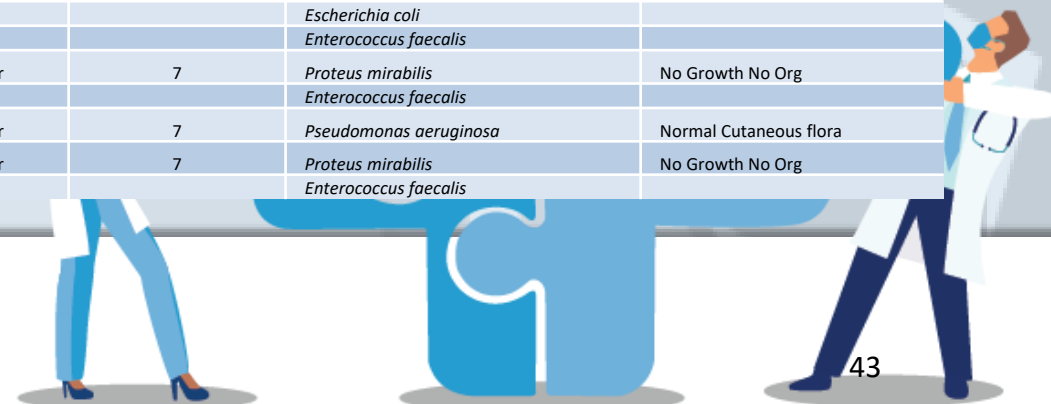 Escherichia coli
Enterococcus faecalis
r 7 Proteus mirabilis No Growth No Org
Enterococcus faecalis
r 7 Pseudomonas aeruginosa Normal Cutaneous flora
r 7 Proteus mirabilis No Growth No Org
Enterococcus faecalis
43